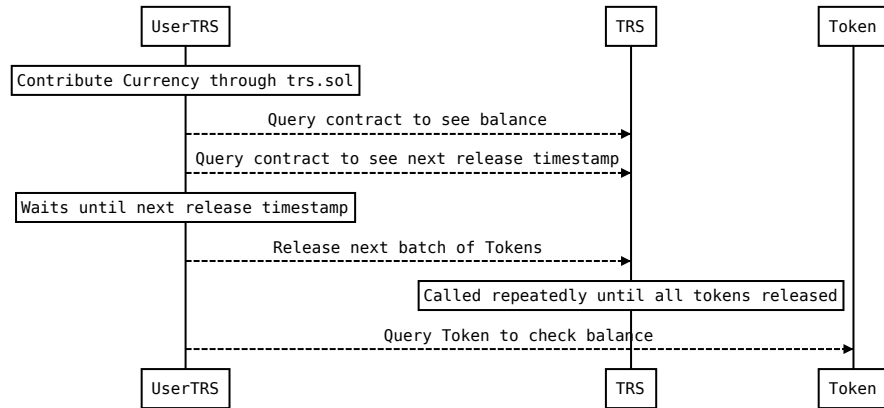 UserTRS
TRS
Token
Contribute Currency through trs.sol
Query contract to see balance
Query contract to see next release timestamp
Waits until next release timestamp
Release next batch of Tokens
Called repeatedly until all tokens released
Query Token to check balance
UserTRS
TRS
Token